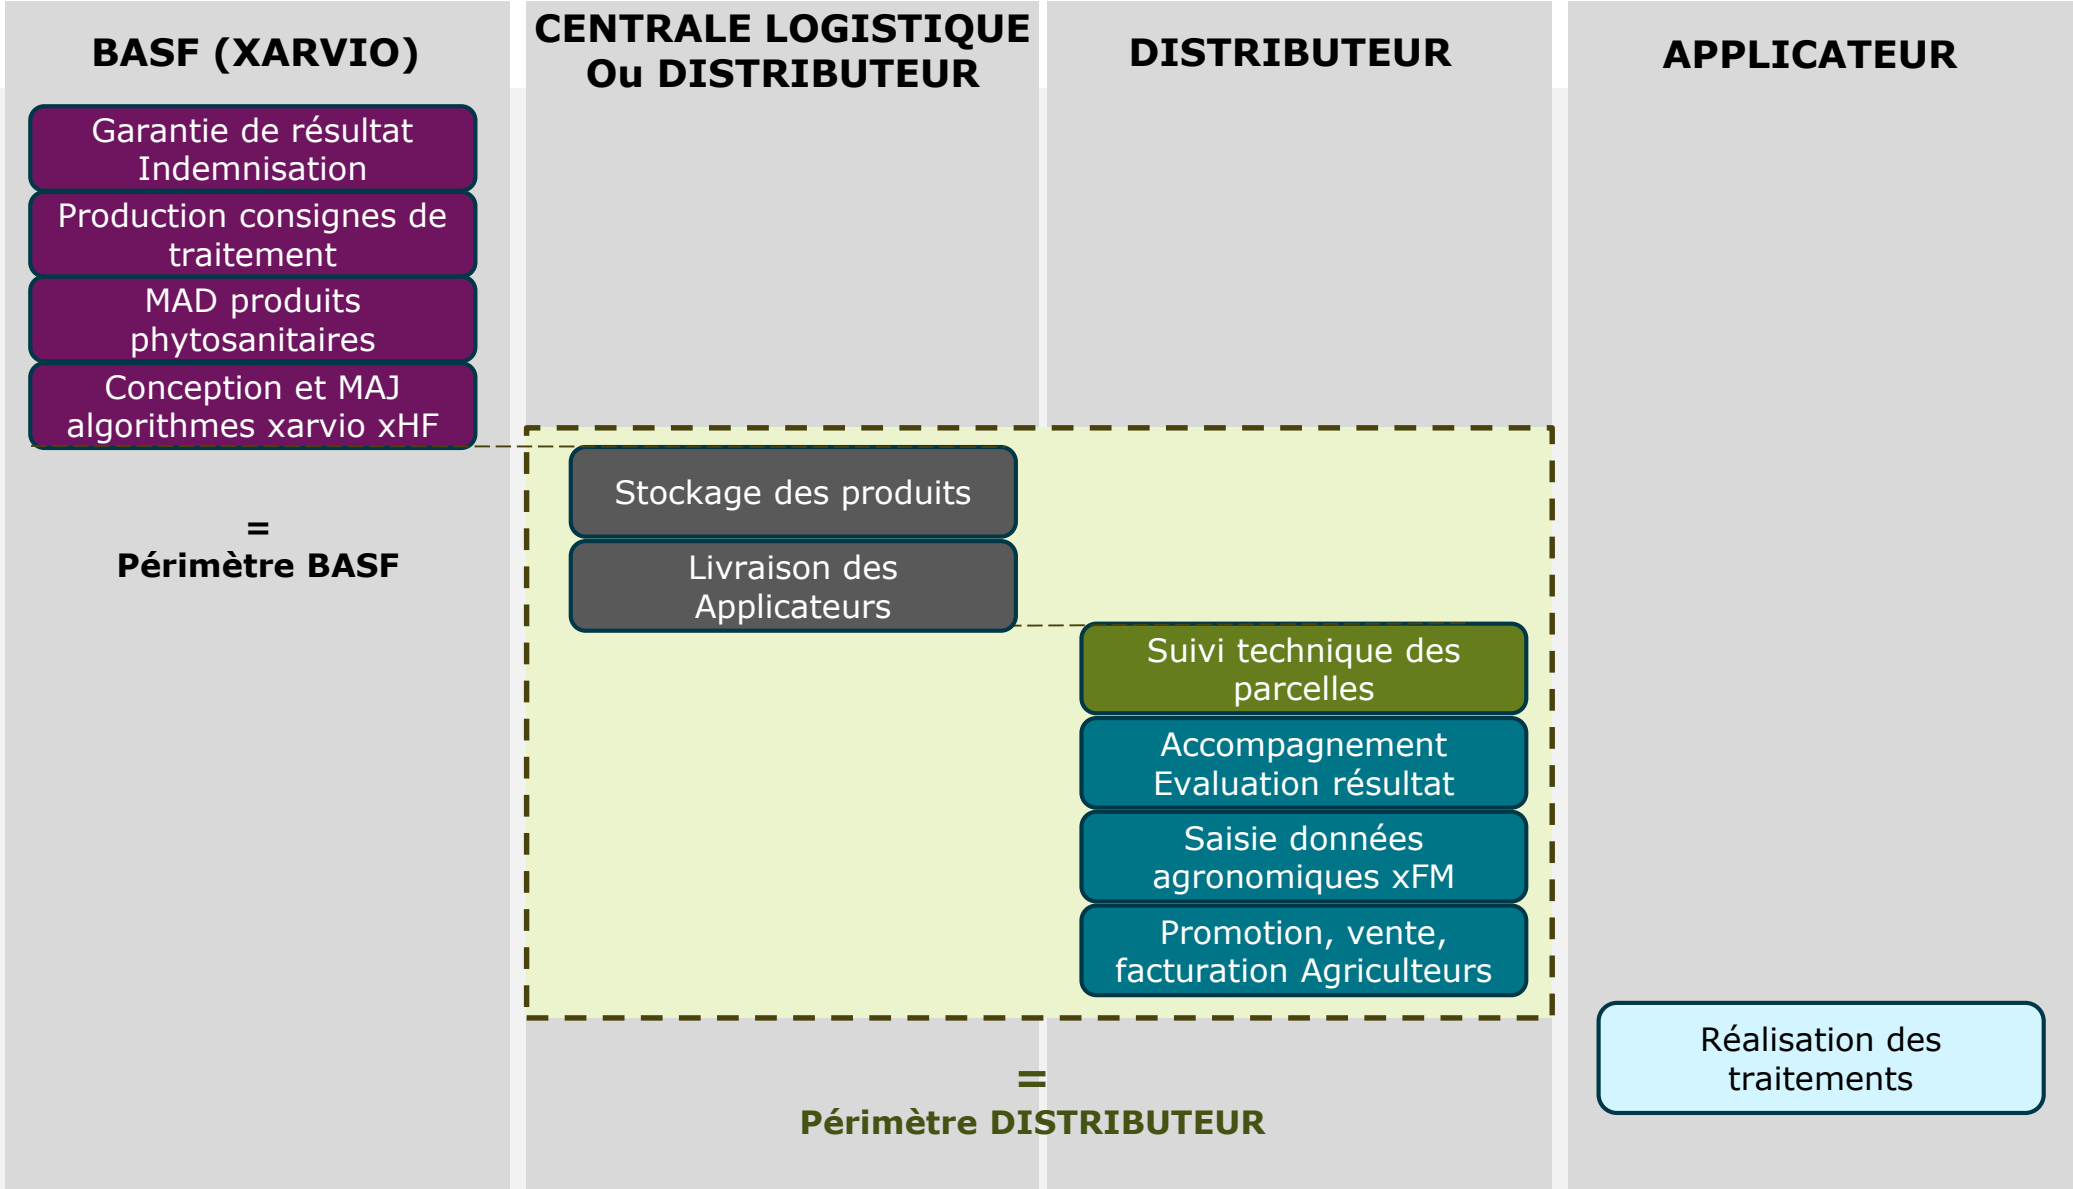 BASF (XARVIO)
Garantie de résultat
Indemnisation
Production consignes de
traitement
MAD produits
phytosanitaires
Conception et MAJ
algorithmes xarvio xHF
=
Périmètre BASF
CENTRALE LOGISTIQUE
Ou DISTRIBUTEUR
Stockage des produits
Livraison des
Applicateurs
DISTRIBUTEUR
Suivi technique des
parcelles
Accompagnement
Evaluation résultat
Saisie données
agronomiques xFM
Promotion, vente,
facturation Agriculteurs
=
Périmètre DISTRIBUTEUR
APPLICATEUR
Réalisation des
traitements